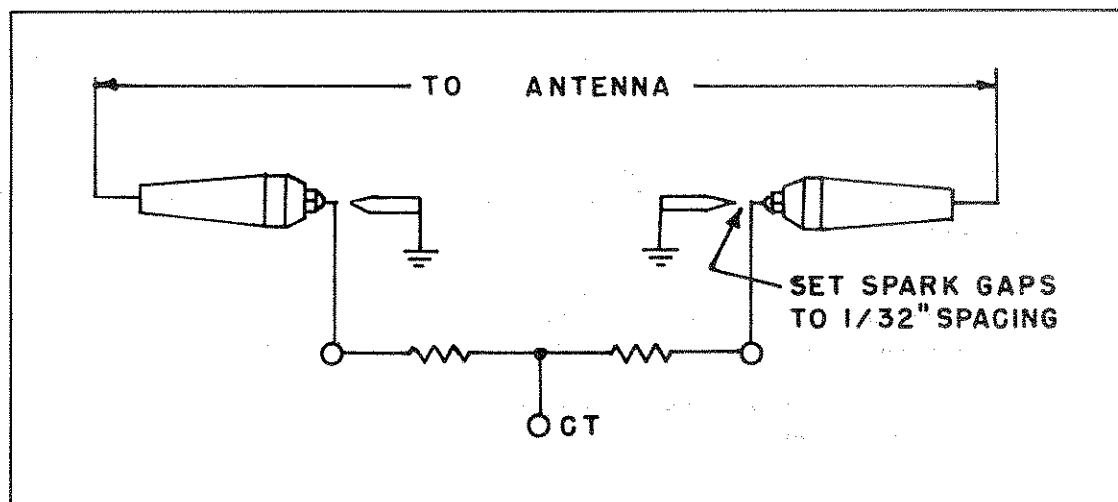 TO ANTENNA
SET SPARK GAPS
TO 1/32" SPACING
CT